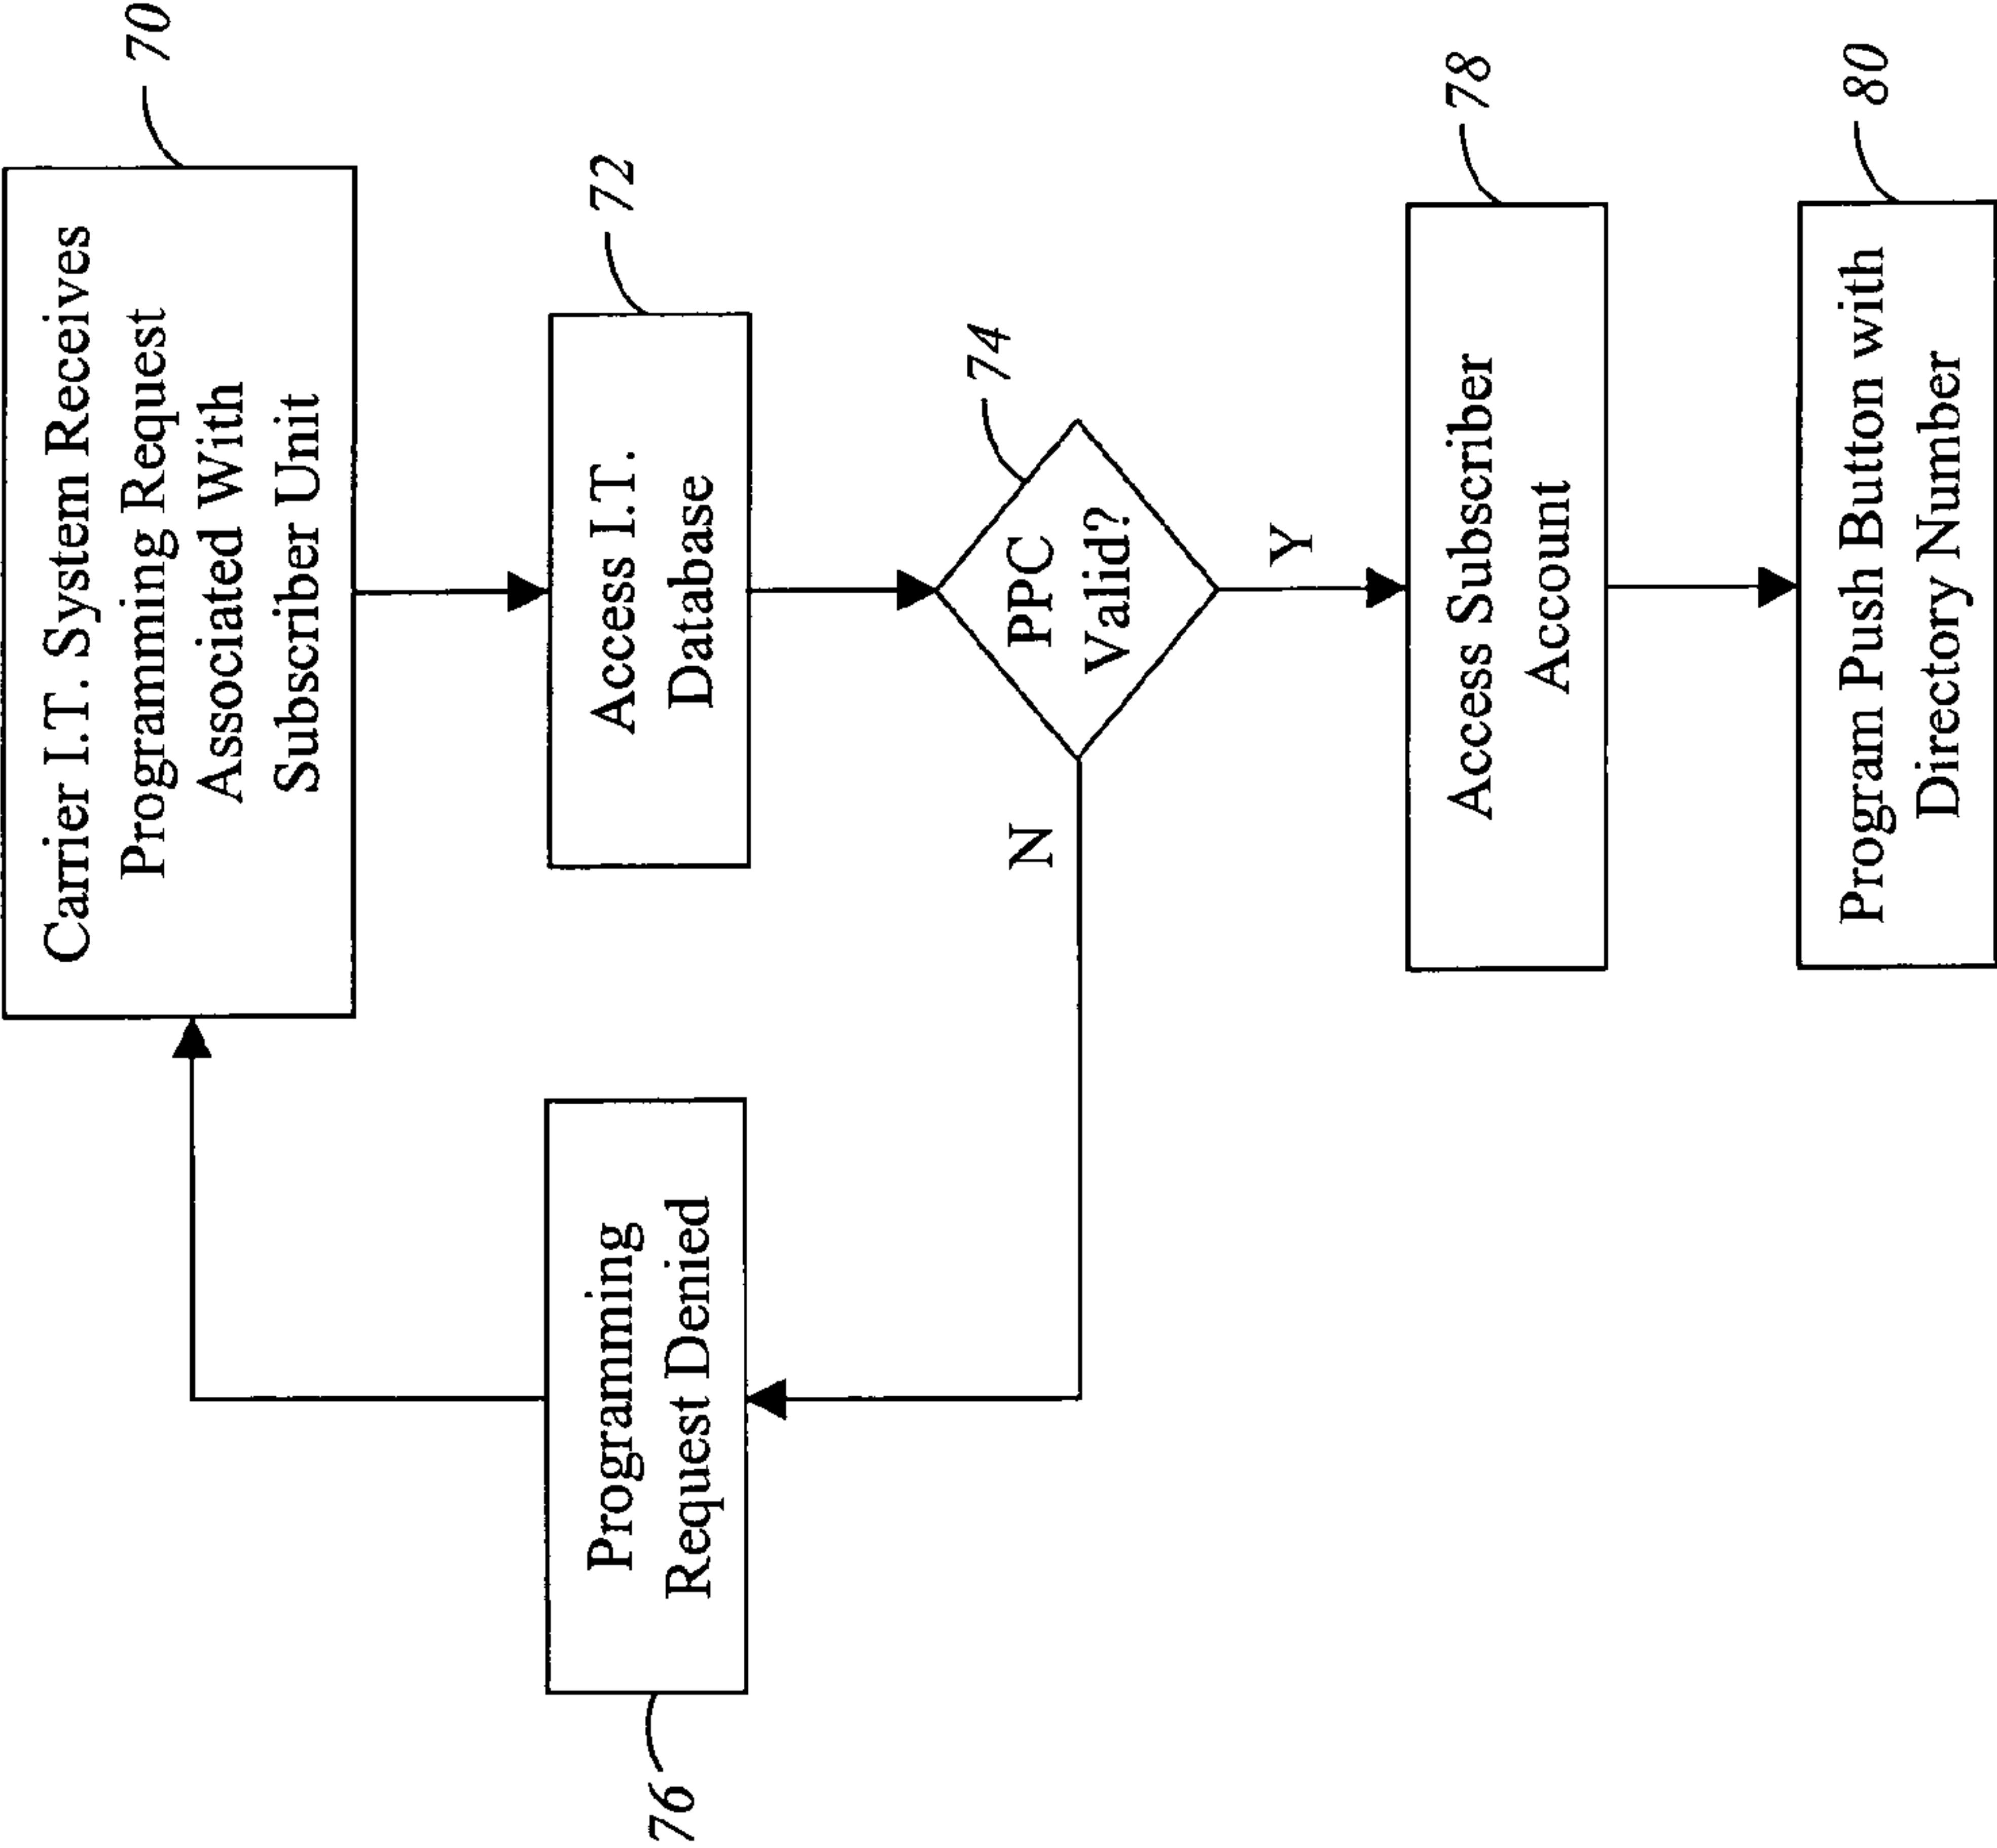 70
Carrier I.T. System Receives
Programming Request
Associated With
Subscriber Unit
72
Access I.T.
Database
74
PPC
Valid?
N
Y
76
Programming
Request Denied
78
Access Subscriber
Account
80
Program Push Button with
Directory Number